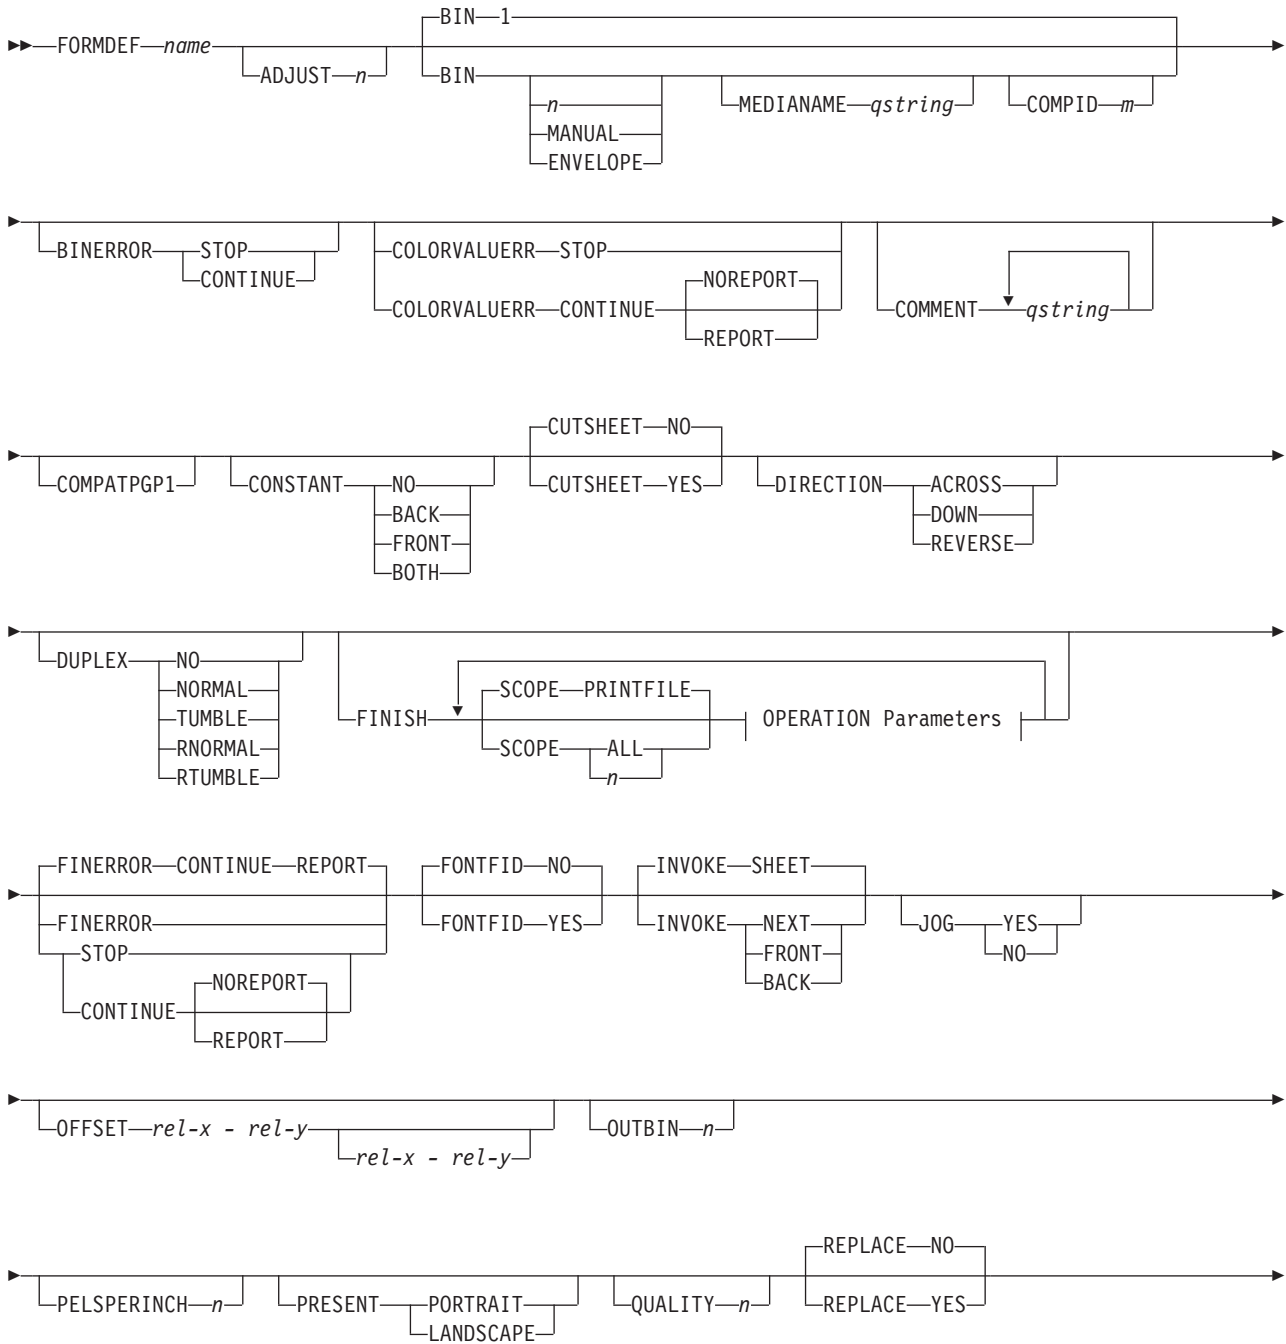 BIN 1
FORMDEF name
ADJUST n
BIN
n
MEDIANAME qstring
COMPID m
MANUAL
ENVELOPE
BINERROR STOP
CONTINUE
COLORVALUERR STOP
COLORVALUERR CONTINUE NOREPORT
REPORT
COMMENT qstring
COMPATPGP1
CONSTANT NO
BACK
FRONT
BOTH
CUTSHEET NO
CUTSHEET YES
DIRECTION ACROSS
DOWN
REVERSE
DUPLEX NO
NORMAL
TUMBLE
RNORMAL
RTUMBLE
FINISH
SCOPE PRINTFILE
SCOPE ALL
n
OPERATION Parameters
FINERROR CONTINUE REPORT
FINERROR
STOP
CONTINUE NOREPORT
REPORT
FONTFID NO
FONTFID YES
INVOKE SHEET
INVOKE NEXT
FRONT
BACK
JOG YES
NO
OFFSET rel-x - rel-y
rel-x - rel-y
OUTBIN n
PELSPERINCH n
PRESENT PORTRAIT
LANDSCAPE
QUALITY n
REPLACE NO
REPLACE YES